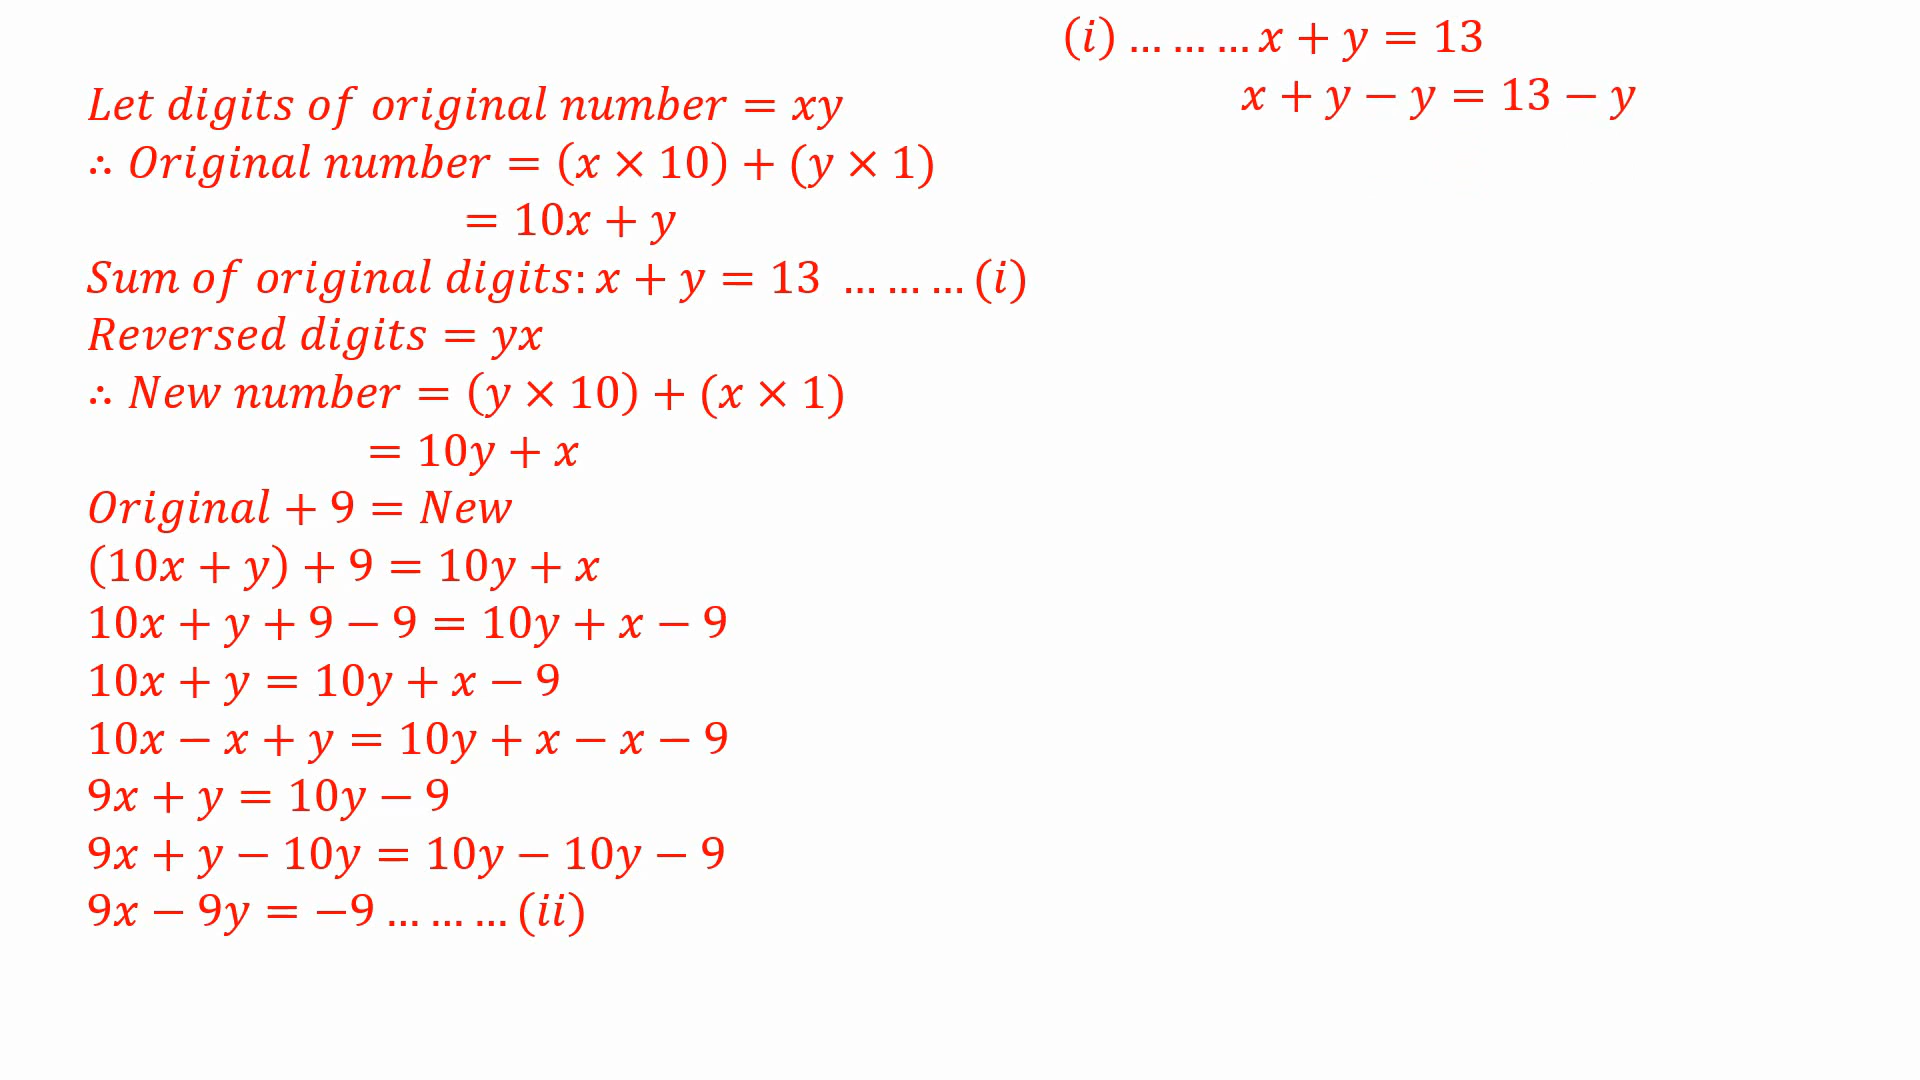 Let digits of original number = xy
∴ Original number = (x × 10) + (y × 1)
= 10x + y
Sum of original digits: x + y = 13 ... ... ... (i)
Reversed digits = yx
∴ New number = (y × 10) + (x × 1)
= 10y + x
Original + 9 = New
(10x + y) + 9 = 10y + x
10x + y + 9 − 9 = 10y + x − 9
10x + y = 10y + x − 9
10x − x + y = 10y + x − x − 9
9x + y = 10y − 9
9x + y − 10y = 10y − 10y − 9
9x − 9y = −9 ... ... ... (ii)
(i) ... ... ... x + y = 13
x + y − y = 13 − y